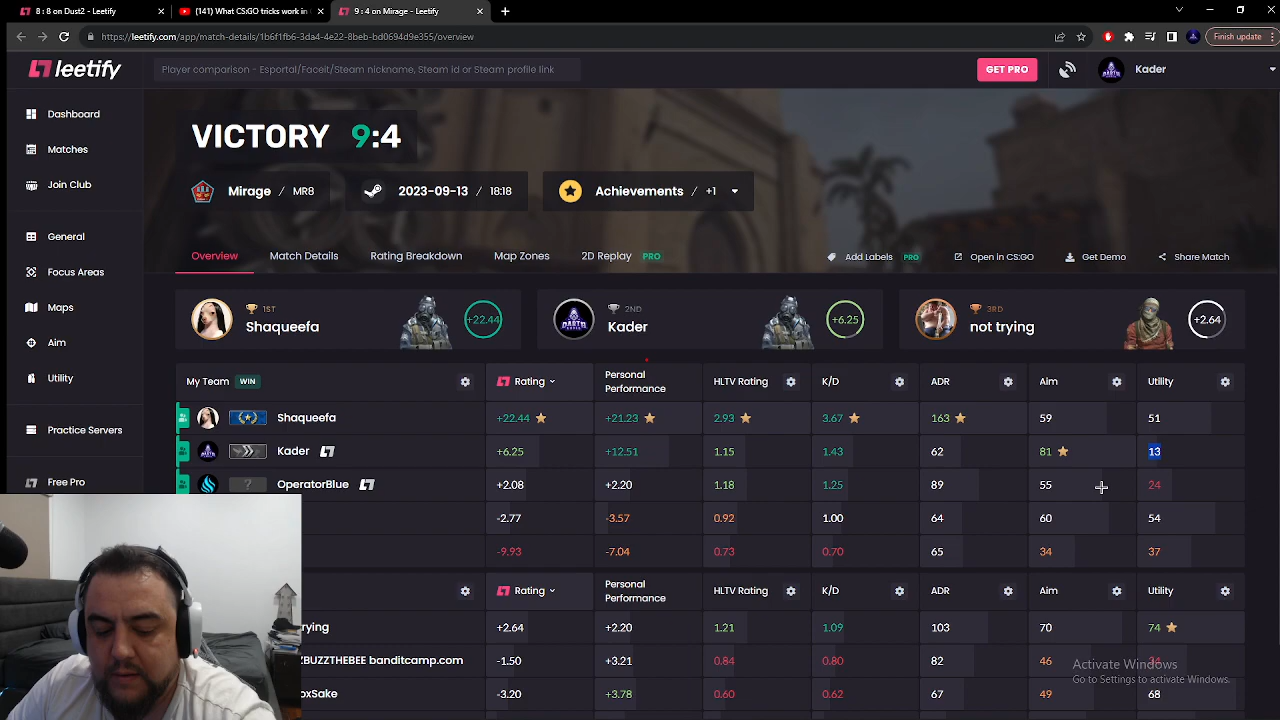 8 : 8 on Dust2 - Leetify
(141) What CS:GO tricks work in
9 : 4 on Mirage - Leetify
https://leetify.com/app/match-details/1b6f1fb6-3da4-4e22-8beb-bd0694d9e355/overview
Finish update
leetify
Player comparison - Esportal/Faceit/Steam nickname, Steam id or Steam profile link
GET PRO
Kader
Dashboard
Matches
Join Club
General
Focus Areas
Maps
Aim
Utility
Practice Servers
Free Pro
VICTORY 9:4
Mirage / MR8
2023-09-13 / 18:18
Achievements / +1
Overview
Match Details
Rating Breakdown
Map Zones
2D Replay PRO
Add Labels PRO
Open in CS:GO
Get Demo
Share Match
1ST
Shaqueefa
+22.44
2ND
Kader
+6.25
3RD
not trying
+2.64
My Team WIN Rating Personal Performance HLTV Rating K/D ADR Aim Utility
Shaqueefa +22.44 +21.23 2.93 3.67 163 59 51
Kader +6.25 +12.51 1.15 1.43 62 81 13
? OperatorBlue +2.08 +2.20 1.18 1.25 89 55 24
-2.77 -3.57 0.92 1.00 64 60 54
-9.93 -7.04 0.73 0.70 65 34 37
Rating Personal Performance HLTV Rating K/D ADR Aim Utility
rying +2.64 +2.20 1.21 1.09 103 70 74
ZBUZZTHEBEE banditcamp.com -1.50 +3.21 0.84 0.80 82 46
oxSake -3.20 +3.78 0.60 0.62 67 49 68
Activate Windows
Go to Settings to activate Windows.